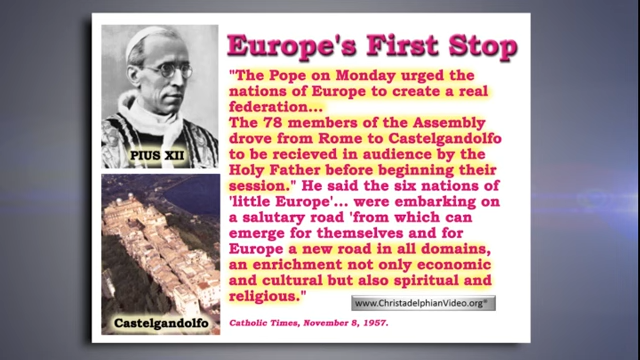 Europe's First Stop
"The Pope on Monday urged the
nations of Europe to create a real
federation...
The 78 members of the Assembly
drove from Rome to Castelgandolfo
to be recieved in audience by the
Holy Father before beginning their
session." He said the six nations of
'little Europe'... were embarking on
a salutary road 'from which can
emerge for themselves and for
Europe a new road in all domains,
an enrichment not only economic
and cultural but also spiritual and
religious."
www.ChristadelphianVideo.org®
Catholic Times, November 8, 1957.
PIUS XII
Castelgandolfo